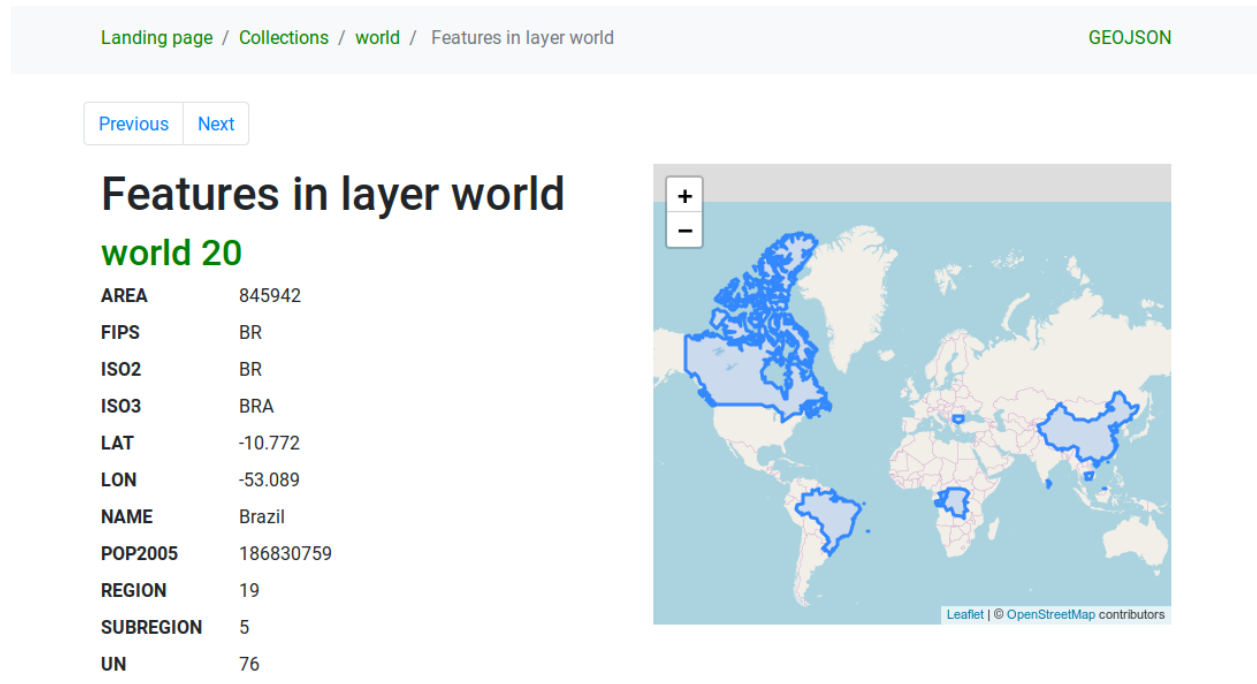 Landing page / Collections / world / Features in layer world
GEOJSON
Previous Next
Features in layer world
world 20
AREA 845942
FIPS BR
ISO2 BR
ISO3 BRA
LAT -10.772
LON -53.089
NAME Brazil
POP2005 186830759
REGION 19
SUBREGION 5
UN 76
+
−
Leaflet | © OpenStreetMap contributors